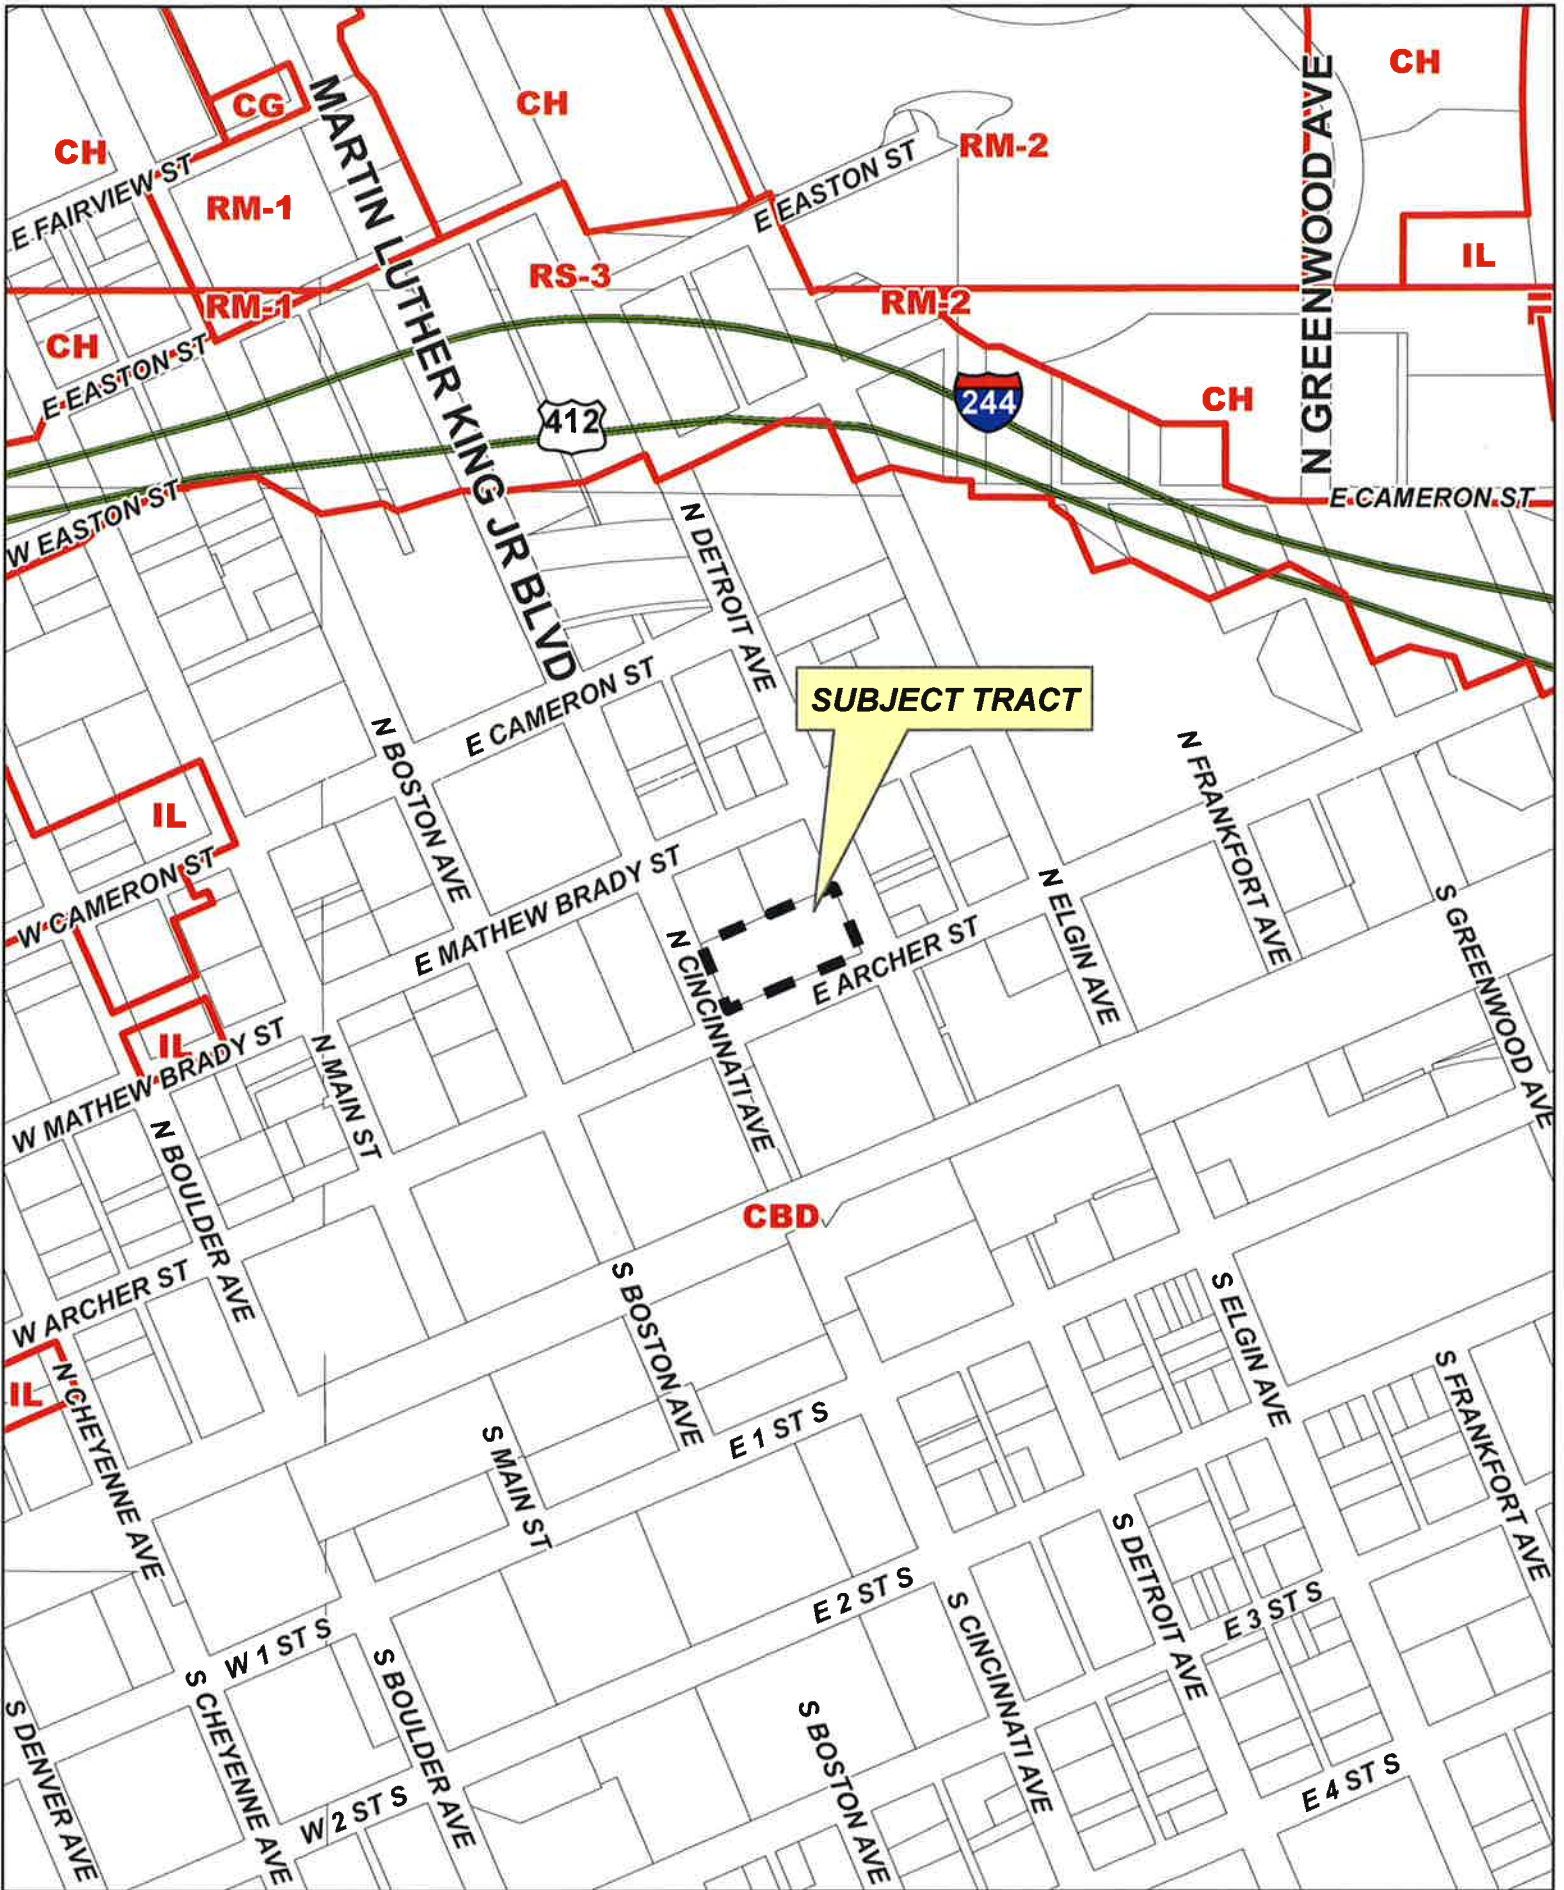 CH
CG
CH
CH
MARTIN LUTHER KING JR BLVD
N GREENWOOD AVE
RM-2
E EASTON ST
E FAIRVIEW ST
RM-1
RS-3
IL
RM-1
RM-2
IL
CH
E EASTON ST
412
244
CH
W EASTON ST
E CAMERON ST
N DETROIT AVE
E CAMERON ST
SUBJECT TRACT
N BOSTON AVE
N FRANKFORT AVE
IL
W CAMERON ST
E MATHEW BRADY ST
N CINCINNATI AVE
E ARCHER ST
N ELGIN AVE
S GREENWOOD AVE
IL
W MATHEW BRADY ST
N MAIN ST
N BOULDER AVE
CBD
W ARCHER ST
S BOSTON AVE
S ELGIN AVE
IL
N CHEYENNE AVE
S MAIN ST
E 1 ST S
S FRANKFORT AVE
S DETROIT AVE
E 2 ST S
E 3 ST S
S CINCINNATI AVE
W 1 ST S
S BOULDER AVE
S CHEYENNE AVE
S DENVER AVE
S BOSTON AVE
W 2 ST S
E 4 ST S